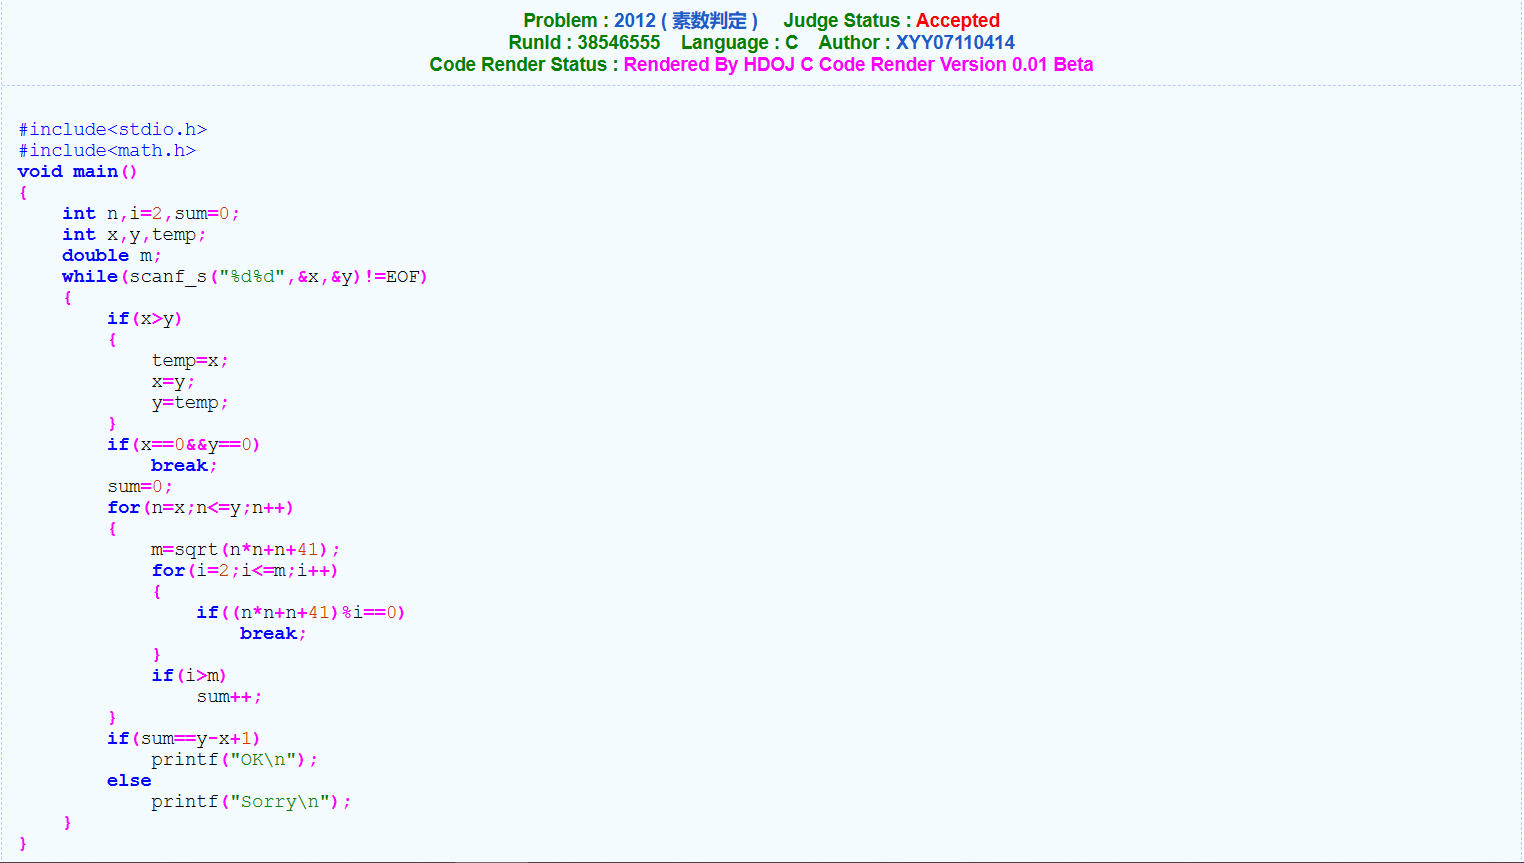 Problem : 2012 ( 素数判定 )     Judge Status : Accepted
RunId : 38546555    Language : C    Author : XYY07110414
Code Render Status : Rendered By HDOJ C Code Render Version 0.01 Beta
#include<stdio.h>
#include<math.h>
void main()
{
    int n,i=2,sum=0;
    int x,y,temp;
    double m;
    while(scanf_s("%d%d",&x,&y)!=EOF)
    {
        if(x>y)
        {
            temp=x;
            x=y;
            y=temp;
        }
        if(x==0&&y==0)
            break;
        sum=0;
        for(n=x;n<=y;n++)
        {
            m=sqrt(n*n+n+41);
            for(i=2;i<=m;i++)
            {
                if((n*n+n+41)%i==0)
                    break;
            }
            if(i>m)
                sum++;
        }
        if(sum==y-x+1)
            printf("OK\n");
        else
            printf("Sorry\n");
    }
}